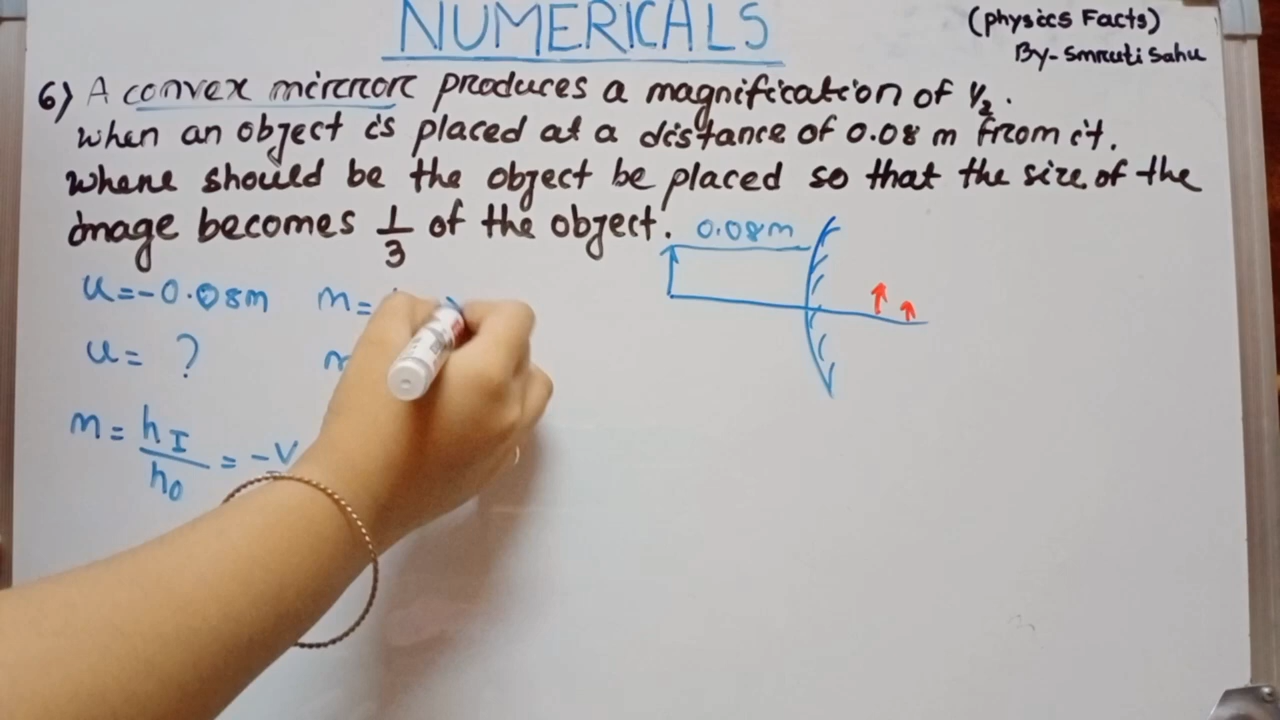 NUMERICALS
(physics Facts)
By- Smruti Sahu
6) A convex mirror produces a magnification of 1/2.
when an object is placed at a distance of 0.08 m from it.
where should be the object be placed so that the size of the
image becomes 1/3 of the object.
0.08m
u=-0.08m m=
u= ?
m= hI/h0 = -v